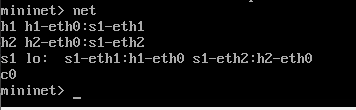 mininet> net
h1 h1-eth0:s1-eth1
h2 h2-eth0:s1-eth2
s1 lo:  s1-eth1:h1-eth0 s1-eth2:h2-eth0
c0
mininet> _